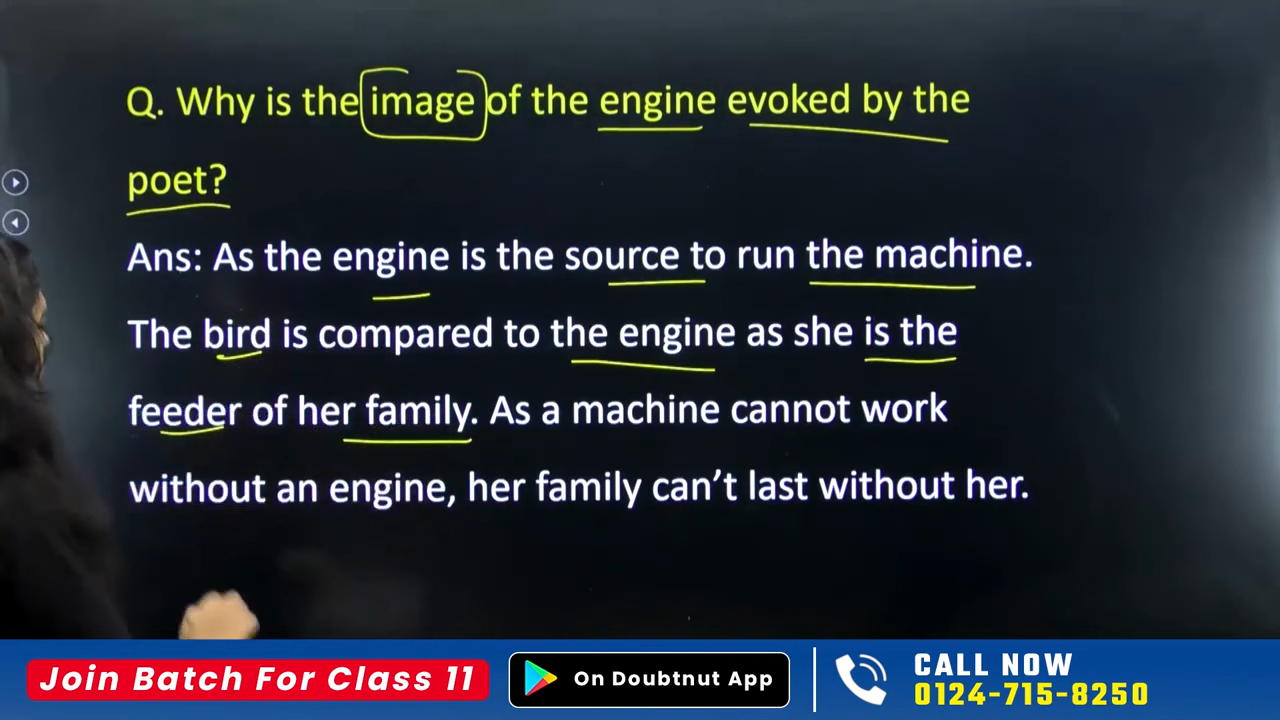 Q. Why is the image of the engine evoked by the
poet?
Ans: As the engine is the source to run the machine.
The bird is compared to the engine as she is the
feeder of her family. As a machine cannot work
without an engine, her family can’t last without her.
Join Batch For Class 11
On Doubtnut App
CALL NOW
0124-715-8250